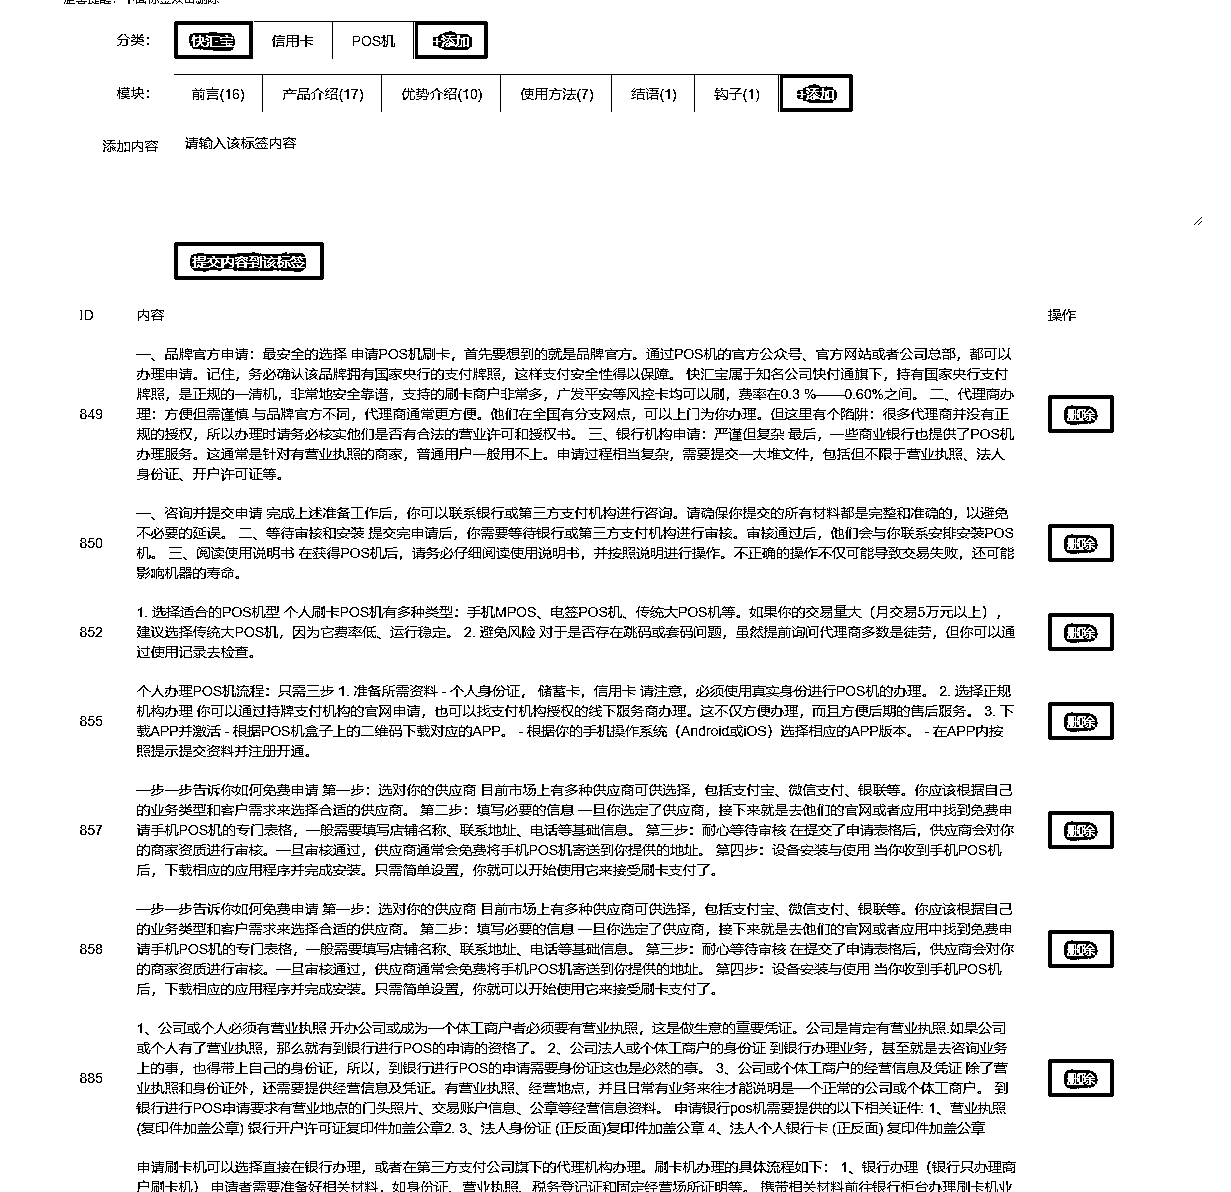 分类： 快汇宝 信用卡 POS机 +添加
模块： 前言(16) 产品介绍(17) 优势介绍(10) 使用方法(7) 结语(1) 钩子(1) +添加
添加内容 请输入该标签内容
提交内容到该标签
ID 内容 操作
一、品牌官方申请：最安全的选择 申请POS机刷卡，首先要想到的就是品牌官方。通过POS机的官方公众号、官方网站或者公司总部，都可以
办理申请。记住，务必确认该品牌拥有国家央行的支付牌照，这样支付安全性得以保障。 快汇宝属于知名公司快付通旗下，持有国家央行支付
牌照，是正规的一清机，非常地安全靠谱，支持的刷卡商户非常多，广发平安等风控卡均可以刷，费率在0.3 %——0.60%之间。 二、代理商办
849 理：方便但需谨慎 与品牌官方不同，代理商通常更方便。他们在全国有分支网点，可以上门为你办理。但这里有个陷阱：很多代理商并没有正 删除
规的授权，所以办理时请务必核实他们是否有合法的营业许可和授权书。 三、银行机构申请：严谨但复杂 最后，一些商业银行也提供了POS机
办理服务。这通常是针对有营业执照的商家，普通用户一般用不上。申请过程相当复杂，需要提交一大堆文件，包括但不限于营业执照、法人
身份证、开户许可证等。
一、咨询并提交申请 完成上述准备工作后，你可以联系银行或第三方支付机构进行咨询。请确保你提交的所有材料都是完整和准确的，以避免
不必要的延误。 二、等待审核和安装 提交完申请后，你需要等待银行或第三方支付机构进行审核。审核通过后，他们会与你联系安排安装POS
850 机。 三、阅读使用说明书 在获得POS机后，请务必仔细阅读使用说明书，并按照说明进行操作。不正确的操作不仅可能导致交易失败，还可能 删除
影响机器的寿命。
1. 选择适合的POS机型 个人刷卡POS机有多种类型：手机MPOS、电签POS机、传统大POS机等。如果你的交易量大（月交易5万元以上），
852 建议选择传统大POS机，因为它费率低、运行稳定。 2. 避免风险 对于是否存在跳码或套码问题，虽然提前询问代理商多数是徒劳，但你可以通 删除
过使用记录去检查。
个人办理POS机流程：只需三步 1. 准备所需资料 - 个人身份证， 储蓄卡，信用卡 请注意，必须使用真实身份进行POS机的办理。 2. 选择正规
机构办理 你可以通过持牌支付机构的官网申请，也可以找支付机构授权的线下服务商办理。这不仅方便办理，而且方便后期的售后服务。 3. 下
855 载APP并激活 - 根据POS机盒子上的二维码下载对应的APP。 - 根据你的手机操作系统（Android或iOS）选择相应的APP版本。 - 在APP内按 删除
照提示提交资料并注册开通。
一步一步告诉你如何免费申请 第一步：选对你的供应商 目前市场上有多种供应商可供选择，包括支付宝、微信支付、银联等。你应该根据自己
的业务类型和客户需求来选择合适的供应商。 第二步：填写必要的信息 一旦你选定了供应商，接下来就是去他们的官网或者应用中找到免费申
857 请手机POS机的专门表格，一般需要填写店铺名称、联系地址、电话等基础信息。 第三步：耐心等待审核 在提交了申请表格后，供应商会对你 删除
的商家资质进行审核。一旦审核通过，供应商通常会免费将手机POS机寄送到你提供的地址。 第四步：设备安装与使用 当你收到手机POS机
后，下载相应的应用程序并完成安装。只需简单设置，你就可以开始使用它来接受刷卡支付了。
一步一步告诉你如何免费申请 第一步：选对你的供应商 目前市场上有多种供应商可供选择，包括支付宝、微信支付、银联等。你应该根据自己
的业务类型和客户需求来选择合适的供应商。 第二步：填写必要的信息 一旦你选定了供应商，接下来就是去他们的官网或者应用中找到免费申
858 请手机POS机的专门表格，一般需要填写店铺名称、联系地址、电话等基础信息。 第三步：耐心等待审核 在提交了申请表格后，供应商会对你 删除
的商家资质进行审核。一旦审核通过，供应商通常会免费将手机POS机寄送到你提供的地址。 第四步：设备安装与使用 当你收到手机POS机
后，下载相应的应用程序并完成安装。只需简单设置，你就可以开始使用它来接受刷卡支付了。
1、公司或个人必须有营业执照 开办公司或成为一个体工商户者必须要有营业执照，这是做生意的重要凭证。公司是肯定有营业执照.如果公司
或个人有了营业执照，那么就有到银行进行POS的申请的资格了。 2、公司法人或个体工商户的身份证 到银行办理业务，甚至就是去咨询业务
上的事，也得带上自己的身份证，所以，到银行进行POS的申请需要身份证这也是必然的事。 3、公司或个体工商户的经营信息及凭证 除了营
885 业执照和身份证外，还需要提供经营信息及凭证。有营业执照、经营地点，并且日常有业务来往才能说明是一个正常的公司或个体工商户。 到 删除
银行进行POS申请要求有营业地点的门头照片、交易账户信息、公章等经营信息资料。 申请银行pos机需要提供的以下相关证件: 1、营业执照
(复印件加盖公章) 银行开户许可证复印件加盖公章2. 3、法人身份证 (正反面)复印件加盖公章 4、法人个人银行卡 (正反面) 复印件加盖公章
申请刷卡机可以选择直接在银行办理，或者在第三方支付公司旗下的代理机构办理。刷卡机办理的具体流程如下： 1、银行办理（银行只办理商
户刷卡机） 申请者需要准备好相关材料，如身份证、营业执照、税务登记证和固定经营场所证明等。 携带相关材料前往银行柜台办理刷卡机业